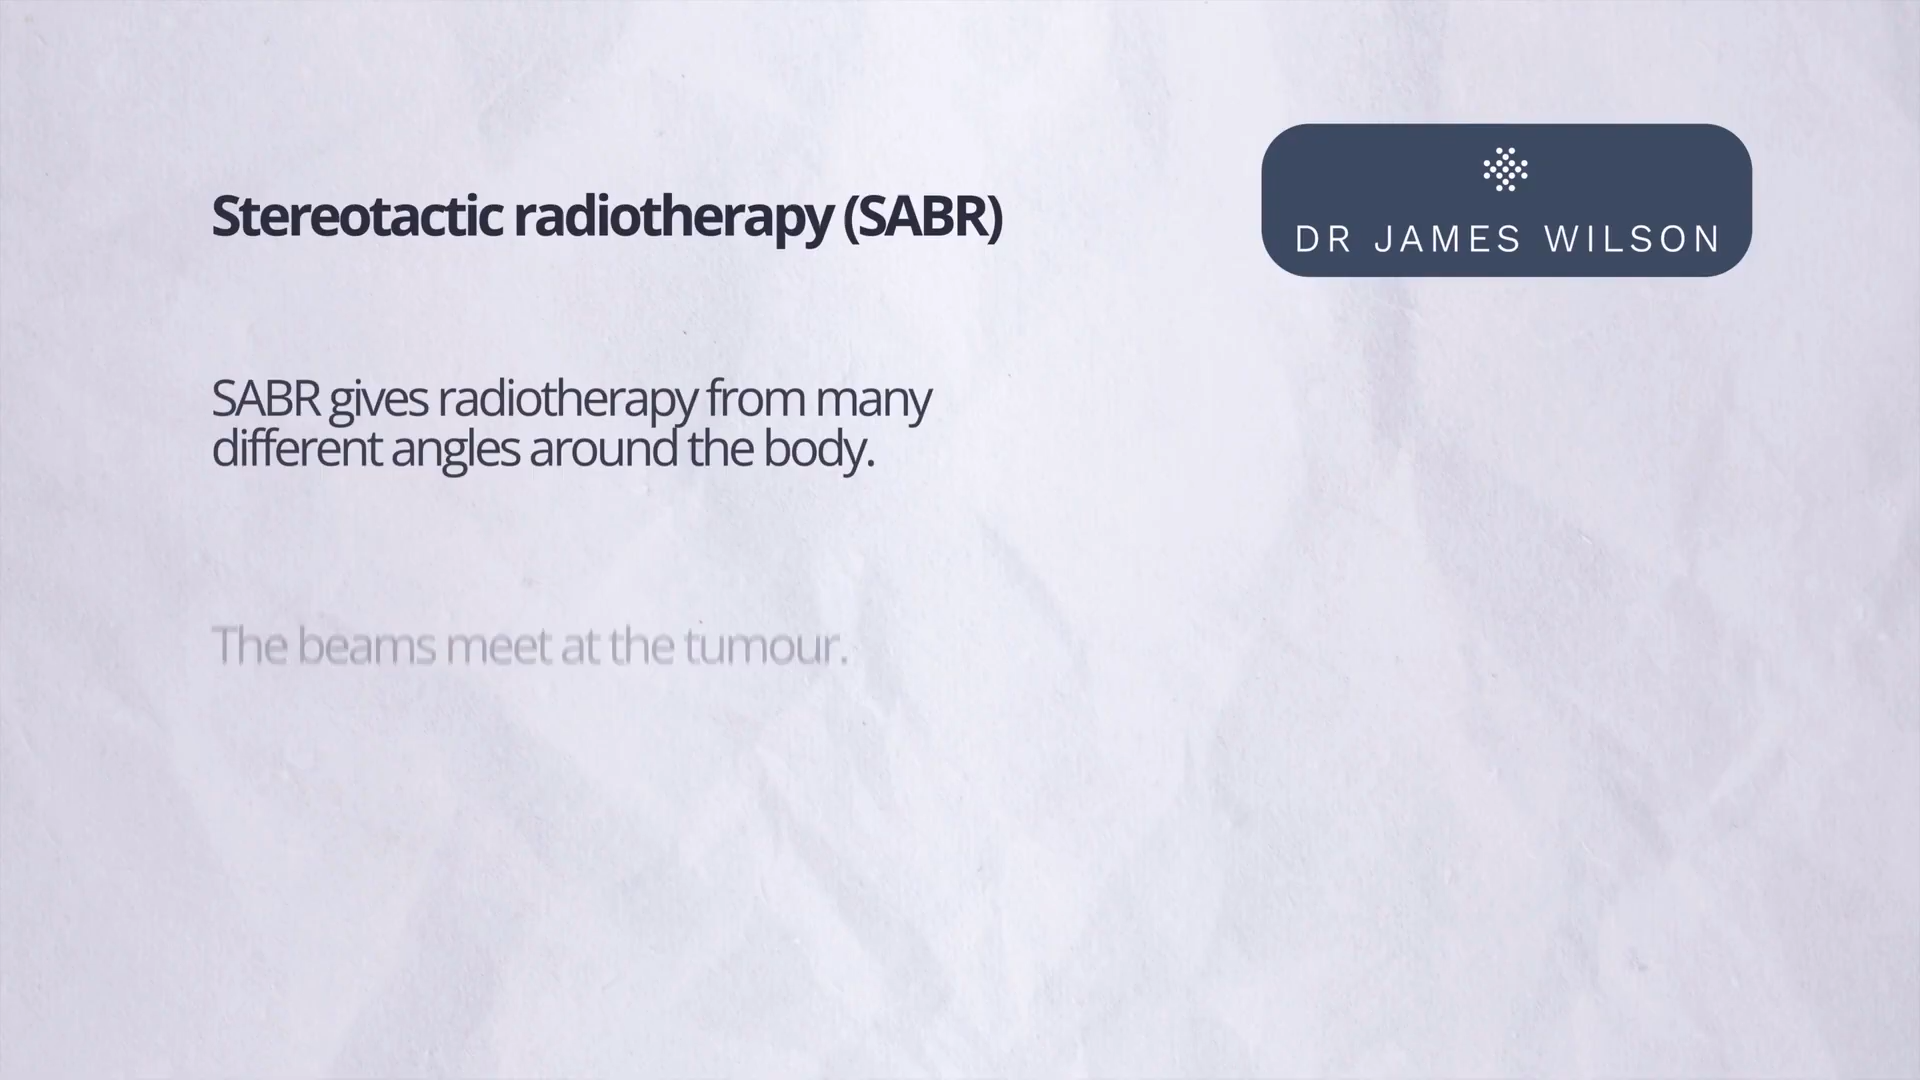 Stereotactic radiotherapy (SABR)
DR JAMES WILSON
SABR gives radiotherapy from many
different angles around the body.
The beams meet at the tumour.